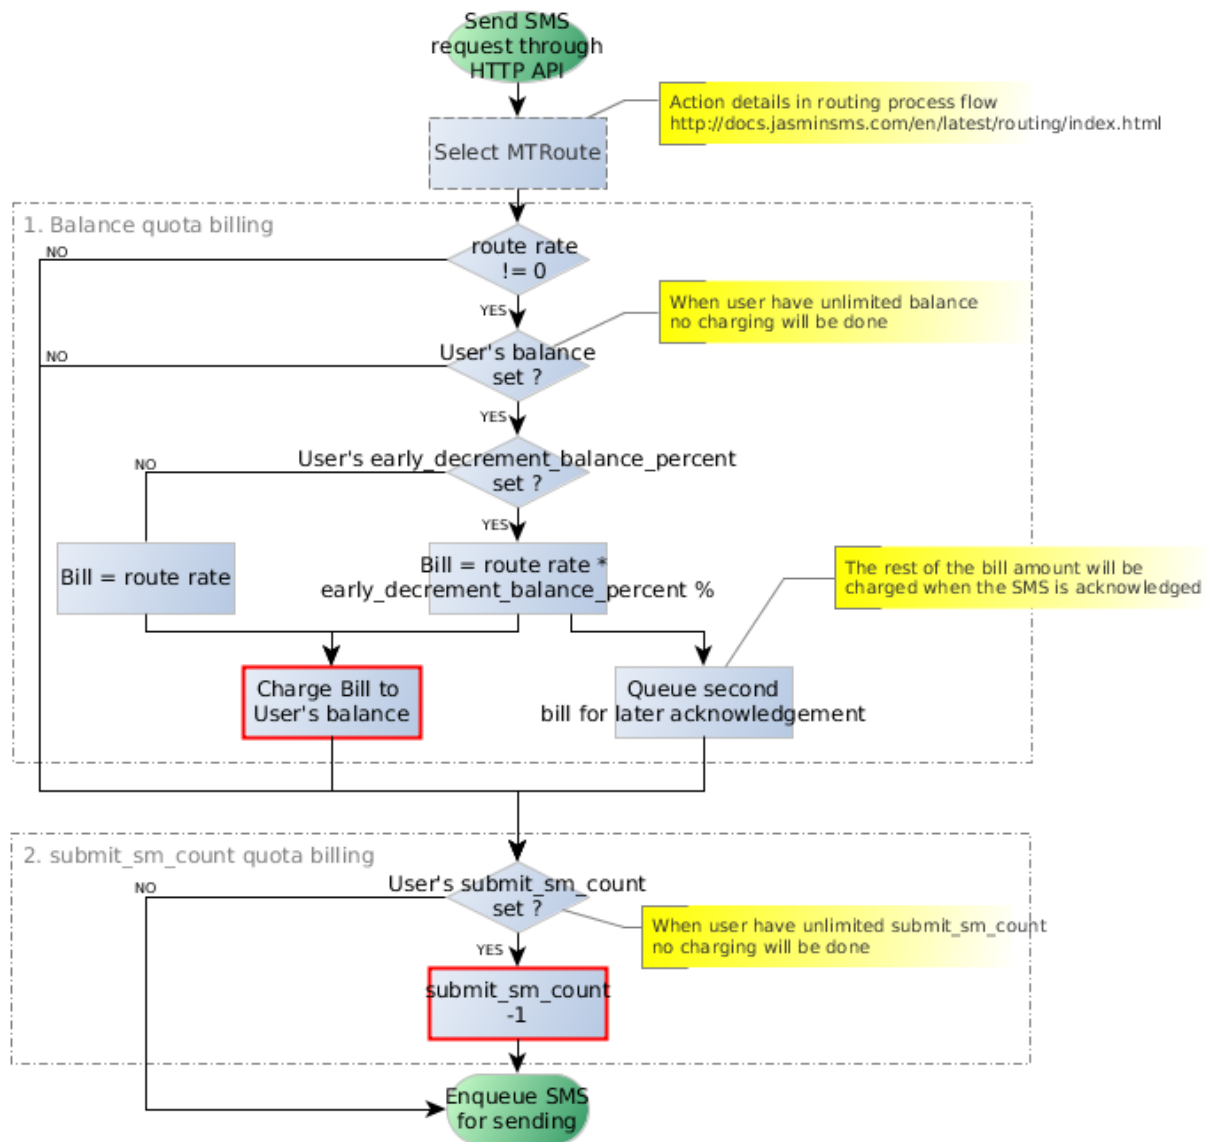 Send SMS
request through
HTTP API
Action details in routing process flow
http://docs.jasminsms.com/en/latest/routing/index.html
Select MTRoute
1. Balance quota billing
route rate
!= 0
NO
YES
When user have unlimited balance
no charging will be done
User's balance
set ?
NO
YES
User's early_decrement_balance_percent
set ?
NO
YES
Bill = route rate
Bill = route rate *
early_decrement_balance_percent %
The rest of the bill amount will be
charged when the SMS is acknowledged
Charge Bill to
User's balance
Queue second
bill for later acknowledgement
2. submit_sm_count quota billing
User's submit_sm_count
set ?
NO
YES
When user have unlimited submit_sm_count
no charging will be done
submit_sm_count
-1
Enqueue SMS
for sending